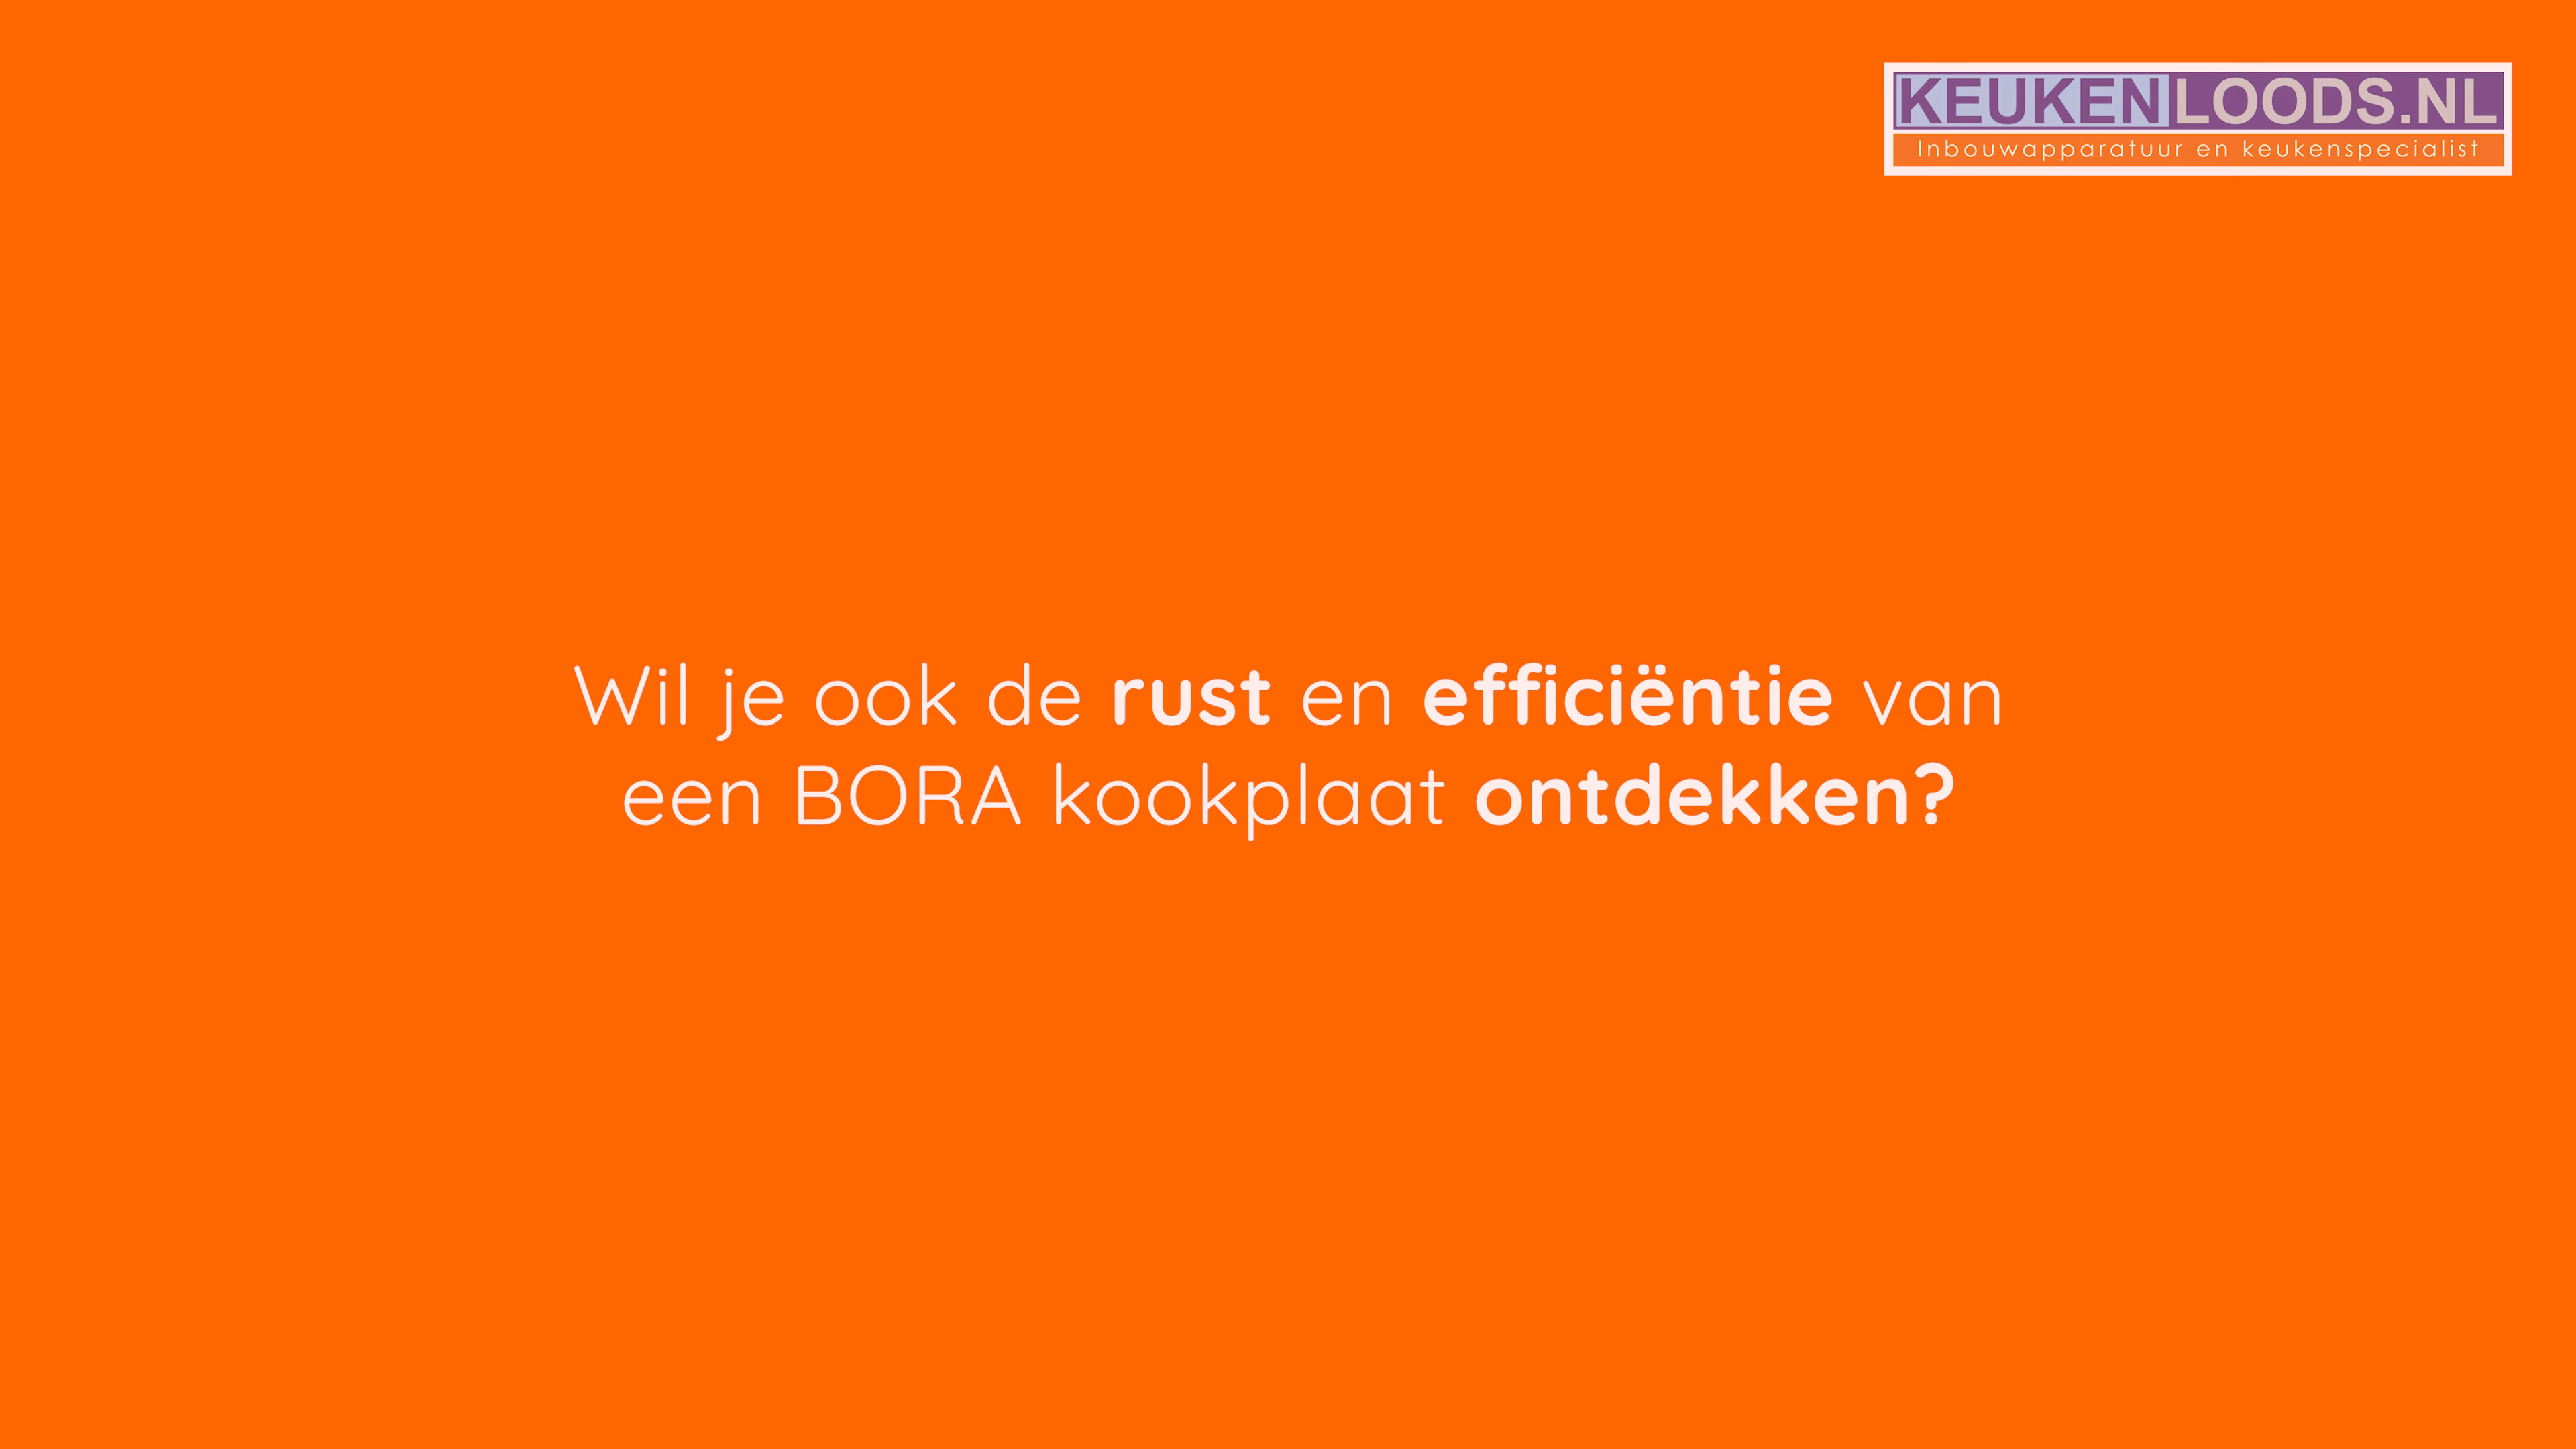 KEUKENLOODS.NL
Inbouwapparatuur en keukenspecialist
Wil je ook de rust en efficiëntie van
een BORA kookplaat ontdekken?